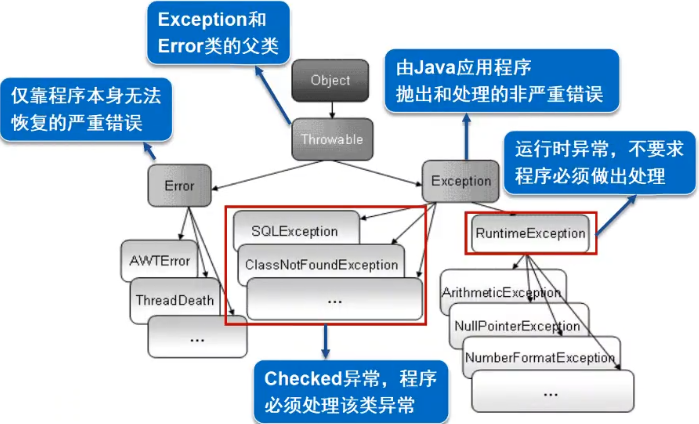 Exception和
Error类的父类
Object
由Java应用程序
抛出和处理的非严重错误
仅靠程序本身无法
恢复的严重错误
Throwable
运行时异常，不要求
程序必须做出处理
Error
Exception
SQLException
RuntimeException
AWTError
ClassNotFoundException
ThreadDeath
...
ArithmeticException
...
NullPointerException
NumberFormatException
...
Checked异常，程序
必须处理该类异常